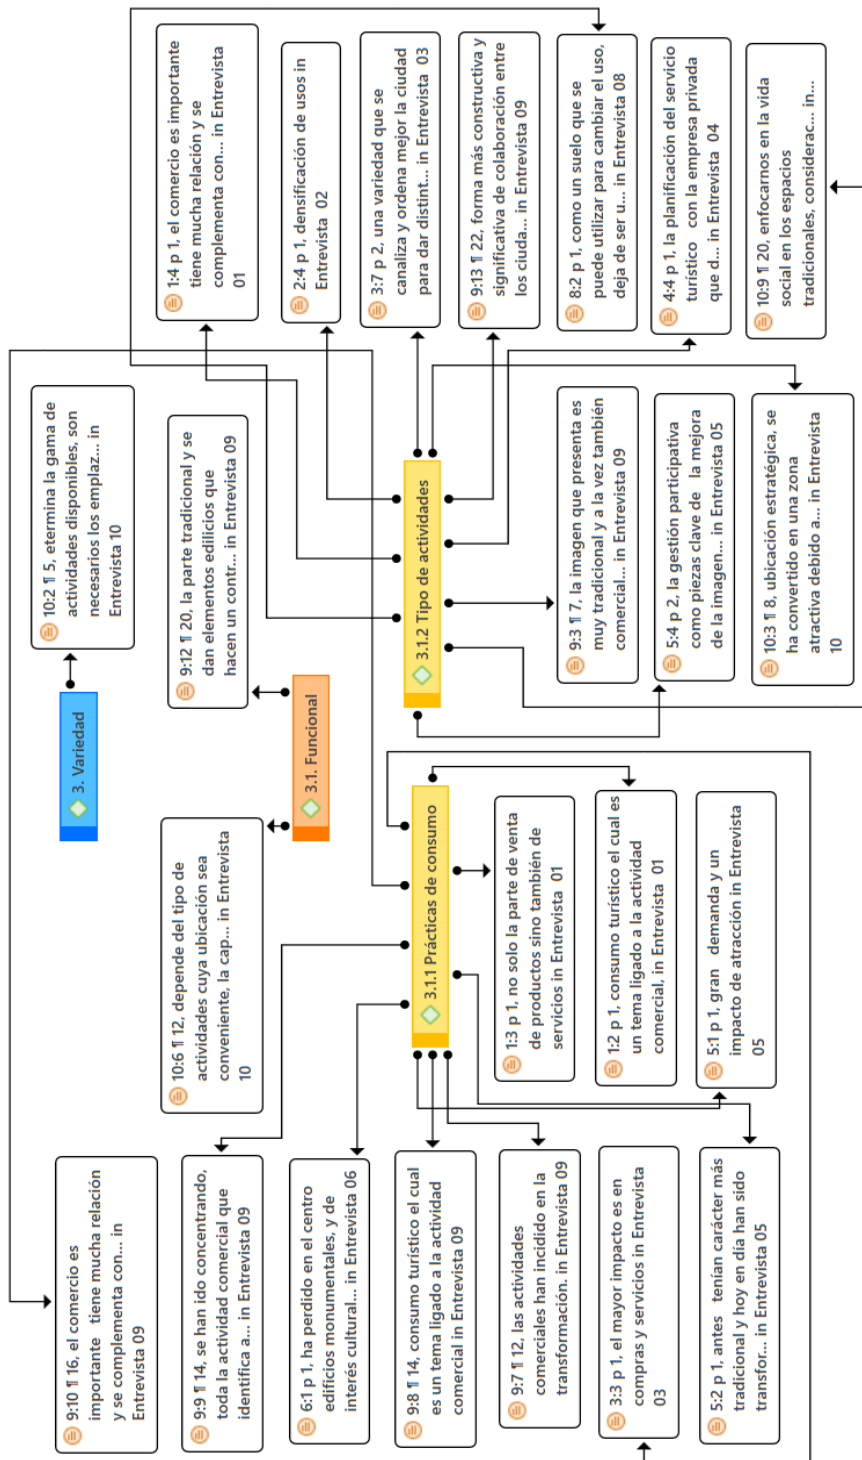 9:10 ¶ 16, el comercio es
importante tiene mucha relación
y se complementa con... in
Entrevista 09
9:9 ¶ 14, se han ido concentrando,
toda la actividad comercial que
identifica a... in Entrevista 09
6:1 p 1, ha perdido en el centro
edificios monumentales, y de
interés cultural... in Entrevista 06
9:8 ¶ 14, consumo turístico el cual
es un tema ligado a la actividad
comercial in Entrevista 09
9:7 ¶ 12, las actividades
comerciales han incidido en la
transformación. in Entrevista 09
3:3 p 1, el mayor impacto es en
compras y servicios in Entrevista
03
5:2 p 1, antes tenían carácter más
tradicional y hoy en día han sido
transfor... in Entrevista 05
10:6 ¶ 12, depende del tipo de
actividades cuya ubicación sea
conveniente, la cap... in Entrevista
10
3. Variedad
3.1. Funcional
3.1.1 Prácticas de consumo
1:3 p 1, no solo la parte de venta
de productos sino también de
servicios in Entrevista 01
1:2 p 1, consumo turístico el cual es
un tema ligado a la actividad
comercial, in Entrevista 01
5:1 p 1, gran demanda y un
impacto de atracción in Entrevista
05
10:2 ¶ 5, etermina la gama de
actividades disponibles, son
necesarios los emplaz... in
Entrevista 10
9:12 ¶ 20, la parte tradicional y se
dan elementos edilicios que
hacen un contr... in Entrevista 09
3.1.2 Tipo de actividades
9:3 ¶ 7, la imagen que presenta es
muy tradicional y a la vez también
comercial... in Entrevista 09
5:4 p 2, la gestión participativa
como piezas clave de la mejora
de la imagen... in Entrevista 05
10:3 ¶ 8, ubicación estratégica, se
ha convertido en una zona
atractiva debido a... in Entrevista
10
1:4 p 1, el comercio es importante
tiene mucha relación y se
complementa con... in Entrevista
01
2:4 p 1, densificación de usos in
Entrevista 02
3:7 p 2, una variedad que se
canaliza y ordena mejor la ciudad
para dar distint... in Entrevista 03
9:13 ¶ 22, forma más constructiva y
significativa de colaboración entre
los ciuda... in Entrevista 09
8:2 p 1, como un suelo que se
puede utilizar para cambiar el uso,
deja de ser u... in Entrevista 08
4:4 p 1, la planificación del servicio
turístico con la empresa privada
que d... in Entrevista 04
10:9 ¶ 20, enfocarnos en la vida
social en los espacios
tradicionales, considerac... in...